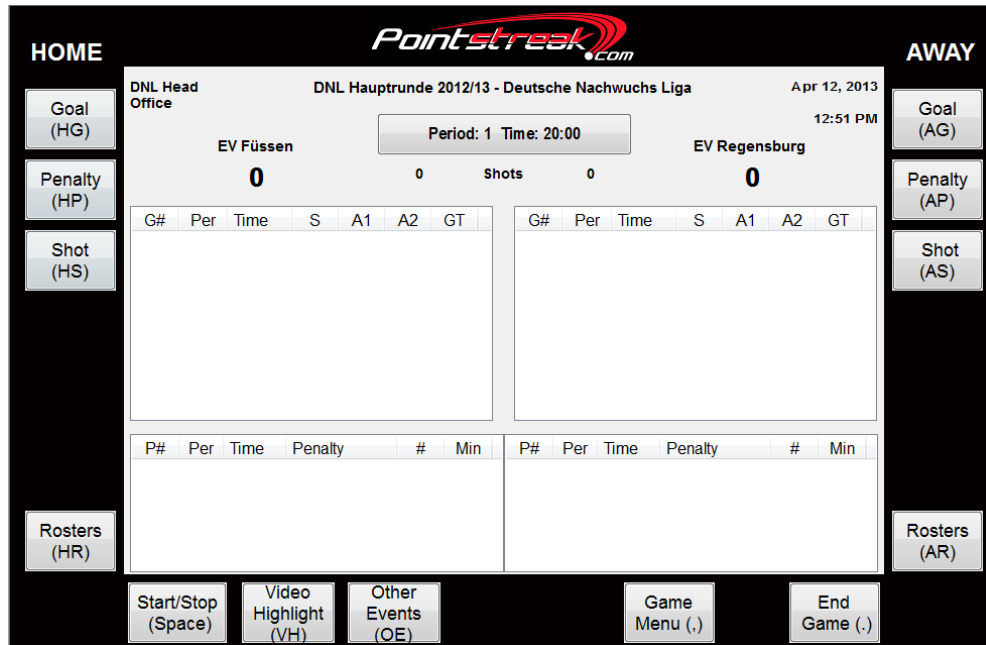 HOME
Pointstreak.com
AWAY
DNL Head
Office
DNL Hauptrunde 2012/13 - Deutsche Nachwuchs Liga
Apr 12, 2013
12:51 PM
Period: 1 Time: 20:00
EV Füssen
EV Regensburg
0
0 Shots 0
0
Goal
(HG)
Penalty
(HP)
Shot
(HS)
Goal
(AG)
Penalty
(AP)
Shot
(AS)
G# Per Time S A1 A2 GT
G# Per Time S A1 A2 GT
P# Per Time Penalty # Min
P# Per Time Penalty # Min
Rosters
(HR)
Rosters
(AR)
Start/Stop
(Space)
Video
Highlight
(VH)
Other
Events
(OE)
Game
Menu (,)
End
Game (.)